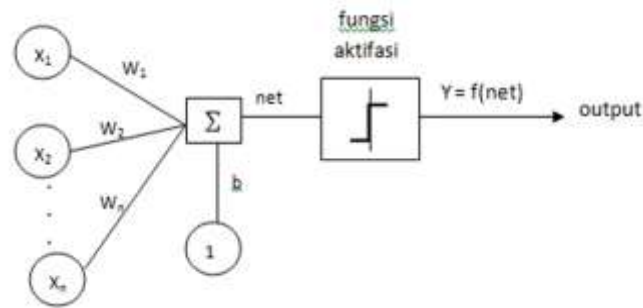 fungsi
aktifasi
X1
W1
net
Y = f(net)
output
Σ
W2
X2
b
Wn
1
Xn